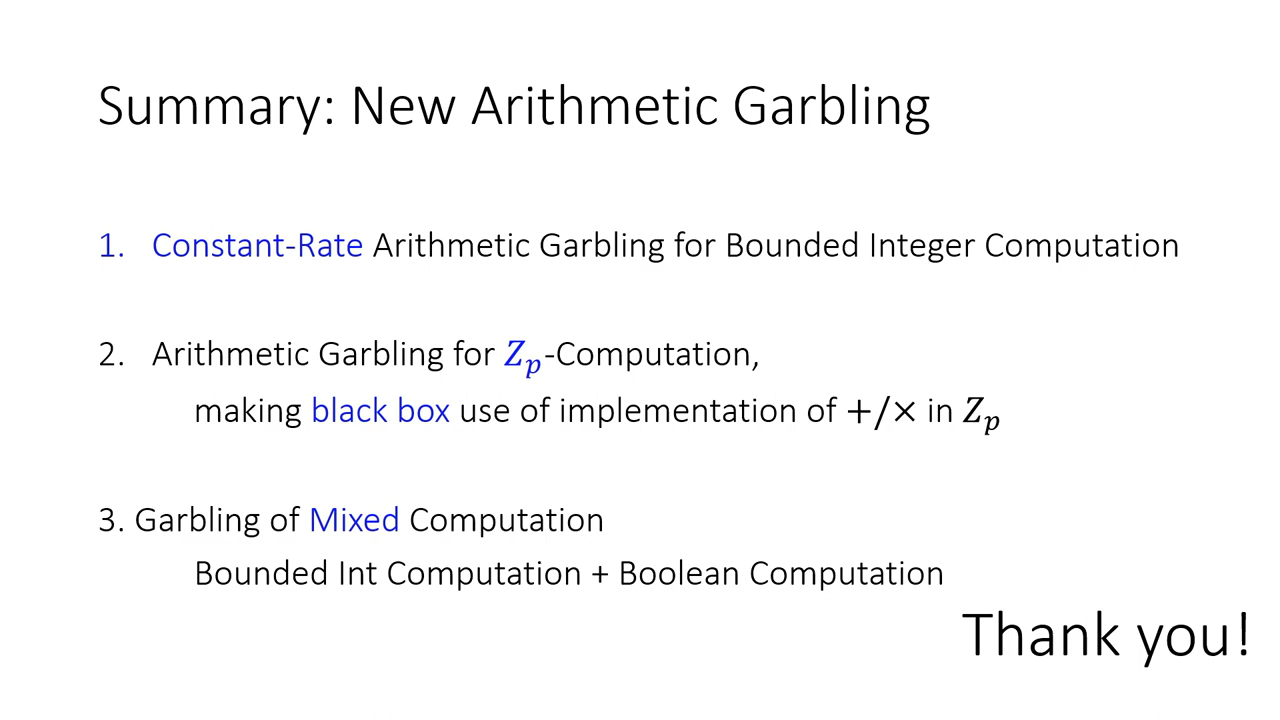 Summary: New Arithmetic Garbling
1. Constant-Rate Arithmetic Garbling for Bounded Integer Computation
2. Arithmetic Garbling for Z_p-Computation,
making black box use of implementation of +/× in Z_p
3. Garbling of Mixed Computation
Bounded Int Computation + Boolean Computation
Thank you!